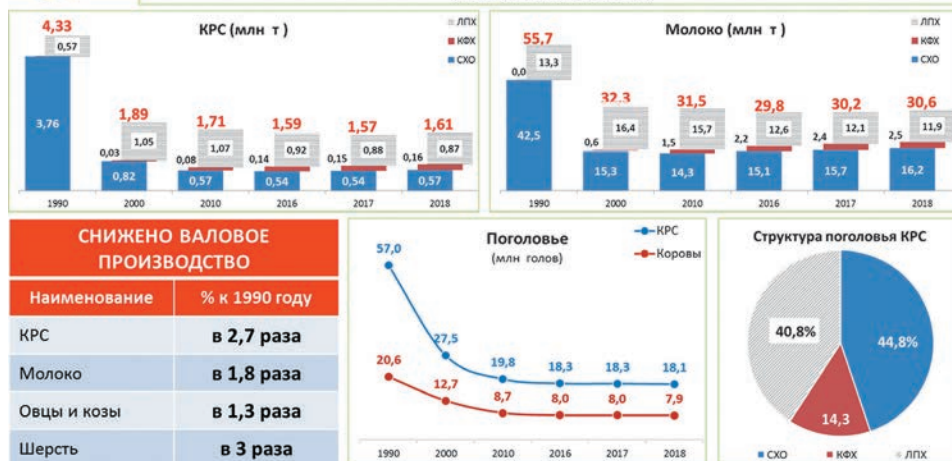 КРС (млн т )
ЛПХ
КФХ
СХО
4,33
0,57
3,76
1,89
1,05
0,03
0,82
1,71
1,07
0,08
0,57
1,59
0,92
0,14
0,54
1,57
0,88
0,15
0,54
1,61
0,87
0,16
0,57
1990 2000 2010 2016 2017 2018
Молоко (млн т)
ЛПХ
КФХ
СХО
55,7
13,3
0,0
42,5
32,3
16,4
0,6
15,3
31,5
15,7
1,5
14,3
29,8
12,6
2,2
15,1
30,2
12,1
2,4
15,7
30,6
11,9
2,5
16,2
1990 2000 2010 2016 2017 2018
СНИЖЕНО ВАЛОВОЕ
ПРОИЗВОДСТВО
Наименование % к 1990 году
КРС в 2,7 раза
Молоко в 1,8 раза
Овцы и козы в 1,3 раза
Шерсть в 3 раза
Поголовье
(млн голов)
КРС
Коровы
57,0 27,5 19,8 18,3 18,3 18,1
20,6 12,7 8,7 8,0 8,0 7,9
1990 2000 2010 2016 2017 2018
Структура поголовья КРС
40,8%
44,8%
14,3
СХО КФХ ЛПХ